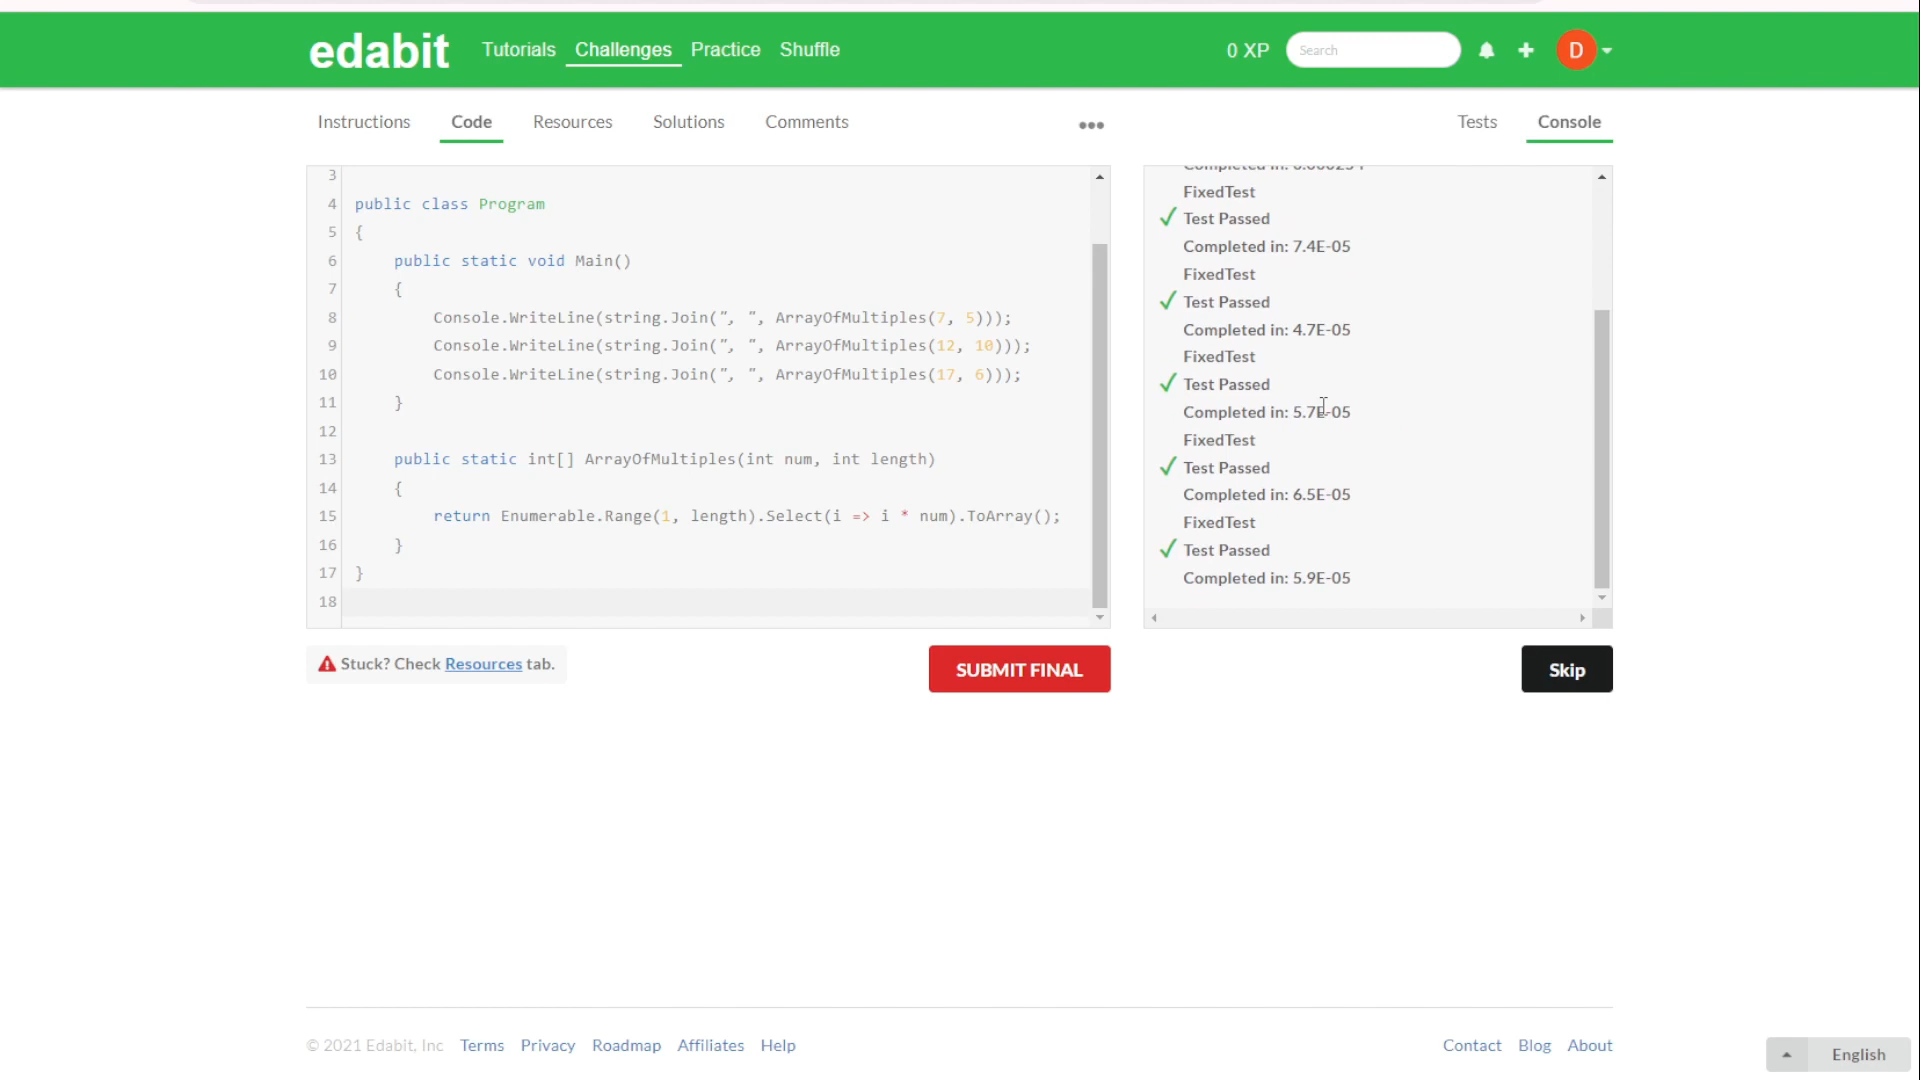 edabit Tutorials Challenges Practice Shuffle 0 XP Search D
Instructions Code Resources Solutions Comments Tests Console
3
4 public class Program
5 {
6 public static void Main()
7 {
8 Console.WriteLine(string.Join(", ", ArrayOfMultiples(7, 5)));
9 Console.WriteLine(string.Join(", ", ArrayOfMultiples(12, 10)));
10 Console.WriteLine(string.Join(", ", ArrayOfMultiples(17, 6)));
11 }
12
13 public static int[] ArrayOfMultiples(int num, int length)
14 {
15 return Enumerable.Range(1, length).Select(i => i * num).ToArray();
16 }
17 }
18
Completed in:
FixedTest
Test Passed
Completed in: 7.4E-05
FixedTest
Test Passed
Completed in: 4.7E-05
FixedTest
Test Passed
Completed in: 5.7E-05
FixedTest
Test Passed
Completed in: 6.5E-05
FixedTest
Test Passed
Completed in: 5.9E-05
Stuck? Check Resources tab.
SUBMIT FINAL
Skip
© 2021 Edabit, Inc Terms Privacy Roadmap Affiliates Help Contact Blog About
English